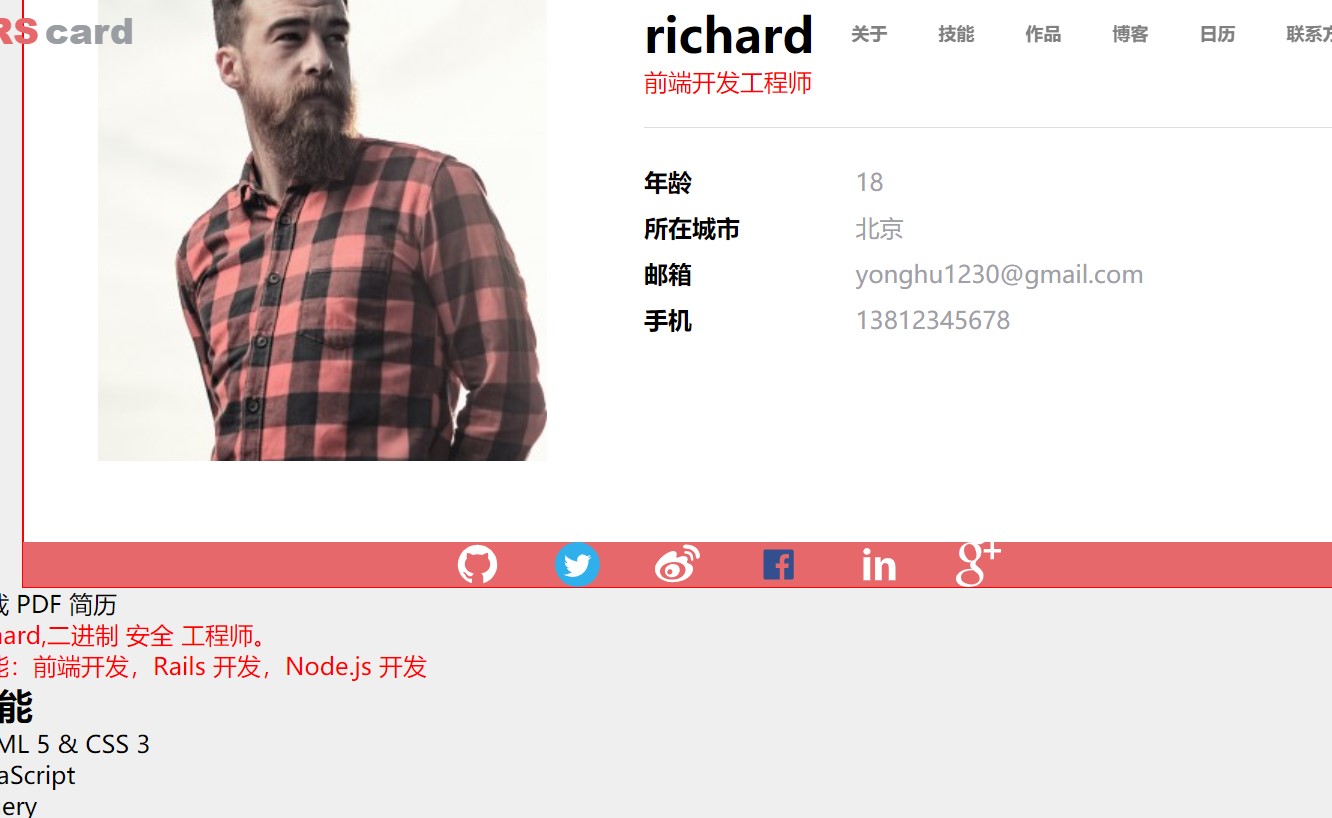 RS card
richard 关于 技能 作品 博客 日历 联系方
前端开发工程师
年龄 18
所在城市 北京
邮箱 yonghu1230@gmail.com
手机 13812345678
in
g+
PDF 简历
ard,二进制 安全 工程师。
能：前端开发，Rails 开发，Node.js 开发
能
ML 5 & CSS 3
aScript
ery